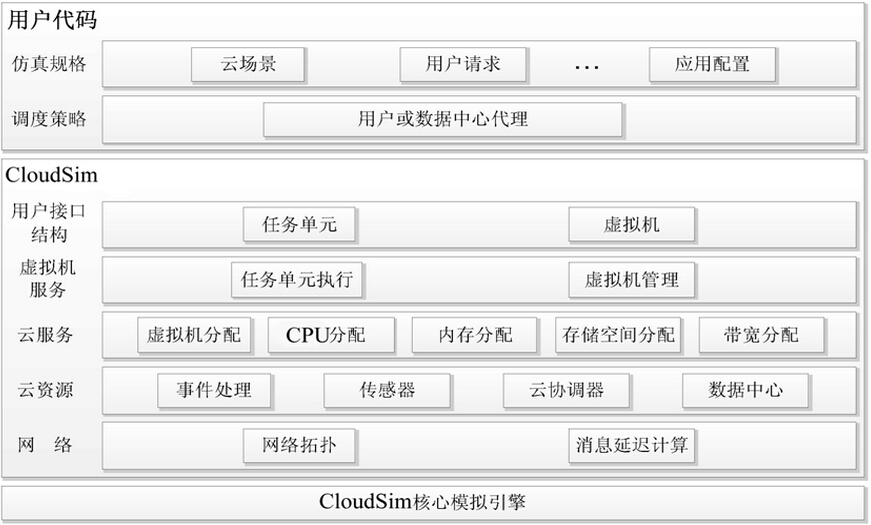 用户代码
仿真规格 云场景 用户请求 ... 应用配置
调度策略 用户或数据中心代理
CloudSim
用户接口
结构 任务单元 虚拟机
虚拟机
服务 任务单元执行 虚拟机管理
云服务 虚拟机分配 CPU分配 内存分配 存储空间分配 带宽分配
云资源 事件处理 传感器 云协调器 数据中心
网 络 网络拓扑 消息延迟计算
CloudSim核心模拟引擎